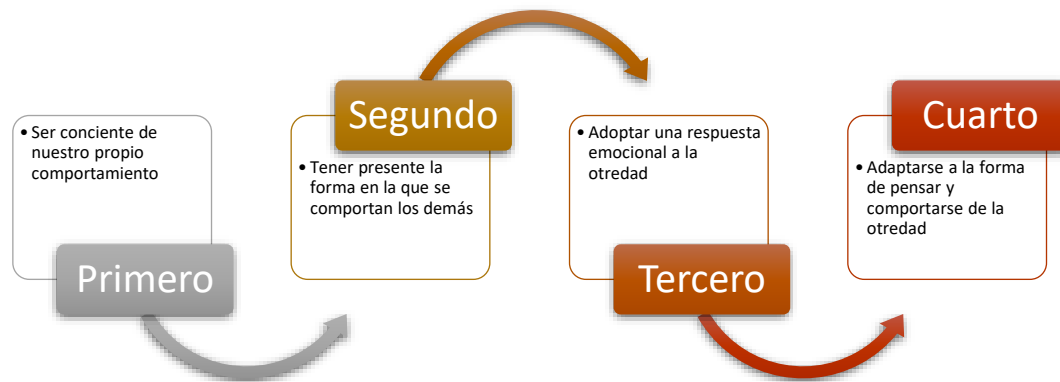 • Ser conciente de
nuestro propio
comportamiento
Primero
Segundo
• Tener presente la
forma en la que se
comportan los demás
• Adoptar una respuesta
emocional a la
otredad
Tercero
Cuarto
• Adaptarse a la forma
de pensar y
comportarse de la
otredad